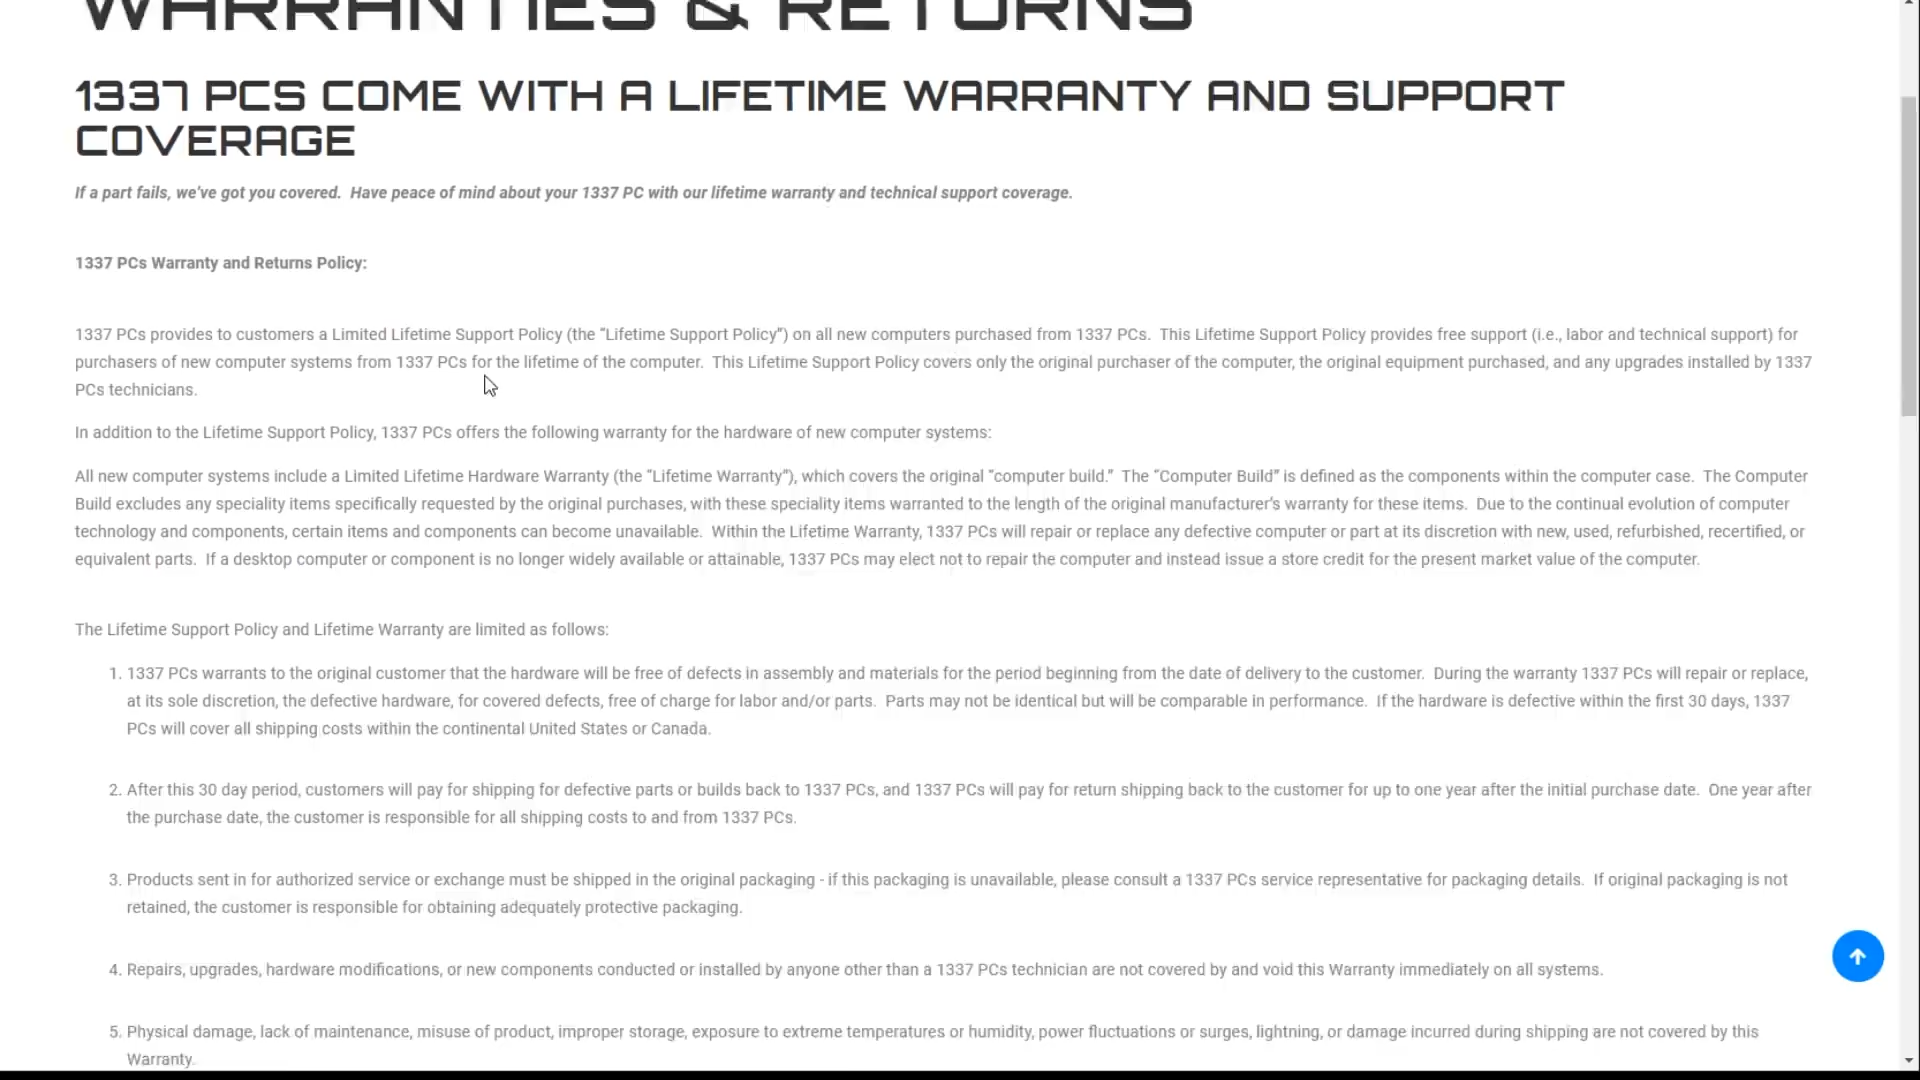 WARRANTIES & RETURNS
1337 PCS COME WITH A LIFETIME WARRANTY AND SUPPORT
COVERAGE
If a part fails, we've got you covered.  Have peace of mind about your 1337 PC with our lifetime warranty and technical support coverage.
1337 PCs Warranty and Returns Policy:
1337 PCs provides to customers a Limited Lifetime Support Policy (the “Lifetime Support Policy”) on all new computers purchased from 1337 PCs.  This Lifetime Support Policy provides free support (i.e., labor and technical support) for
purchasers of new computer systems from 1337 PCs for the lifetime of the computer.  This Lifetime Support Policy covers only the original purchaser of the computer, the original equipment purchased, and any upgrades installed by 1337
PCs technicians.
In addition to the Lifetime Support Policy, 1337 PCs offers the following warranty for the hardware of new computer systems:
All new computer systems include a Limited Lifetime Hardware Warranty (the “Lifetime Warranty”), which covers the original “computer build.”  The “Computer Build” is defined as the components within the computer case.  The Computer
Build excludes any speciality items specifically requested by the original purchases, with these speciality items warranted to the length of the original manufacturer's warranty for these items.  Due to the continual evolution of computer
technology and components, certain items and components can become unavailable.  Within the Lifetime Warranty, 1337 PCs will repair or replace any defective computer or part at its discretion with new, used, refurbished, recertified, or
equivalent parts.  If a desktop computer or component is no longer widely available or attainable, 1337 PCs may elect not to repair the computer and instead issue a store credit for the present market value of the computer.
The Lifetime Support Policy and Lifetime Warranty are limited as follows:
1. 1337 PCs warrants to the original customer that the hardware will be free of defects in assembly and materials for the period beginning from the date of delivery to the customer.  During the warranty 1337 PCs will repair or replace,
at its sole discretion, the defective hardware, for covered defects, free of charge for labor and/or parts.  Parts may not be identical but will be comparable in performance.  If the hardware is defective within the first 30 days, 1337
PCs will cover all shipping costs within the continental United States or Canada.
2. After this 30 day period, customers will pay for shipping for defective parts or builds back to 1337 PCs, and 1337 PCs will pay for return shipping back to the customer for up to one year after the initial purchase date.  One year after
the purchase date, the customer is responsible for all shipping costs to and from 1337 PCs.
3. Products sent in for authorized service or exchange must be shipped in the original packaging - if this packaging is unavailable, please consult a 1337 PCs service representative for packaging details.  If original packaging is not
retained, the customer is responsible for obtaining adequately protective packaging.
4. Repairs, upgrades, hardware modifications, or new components conducted or installed by anyone other than a 1337 PCs technician are not covered by and void this Warranty immediately on all systems.
5. Physical damage, lack of maintenance, misuse of product, improper storage, exposure to extreme temperatures or humidity, power fluctuations or surges, lightning, or damage incurred during shipping are not covered by this
Warranty.